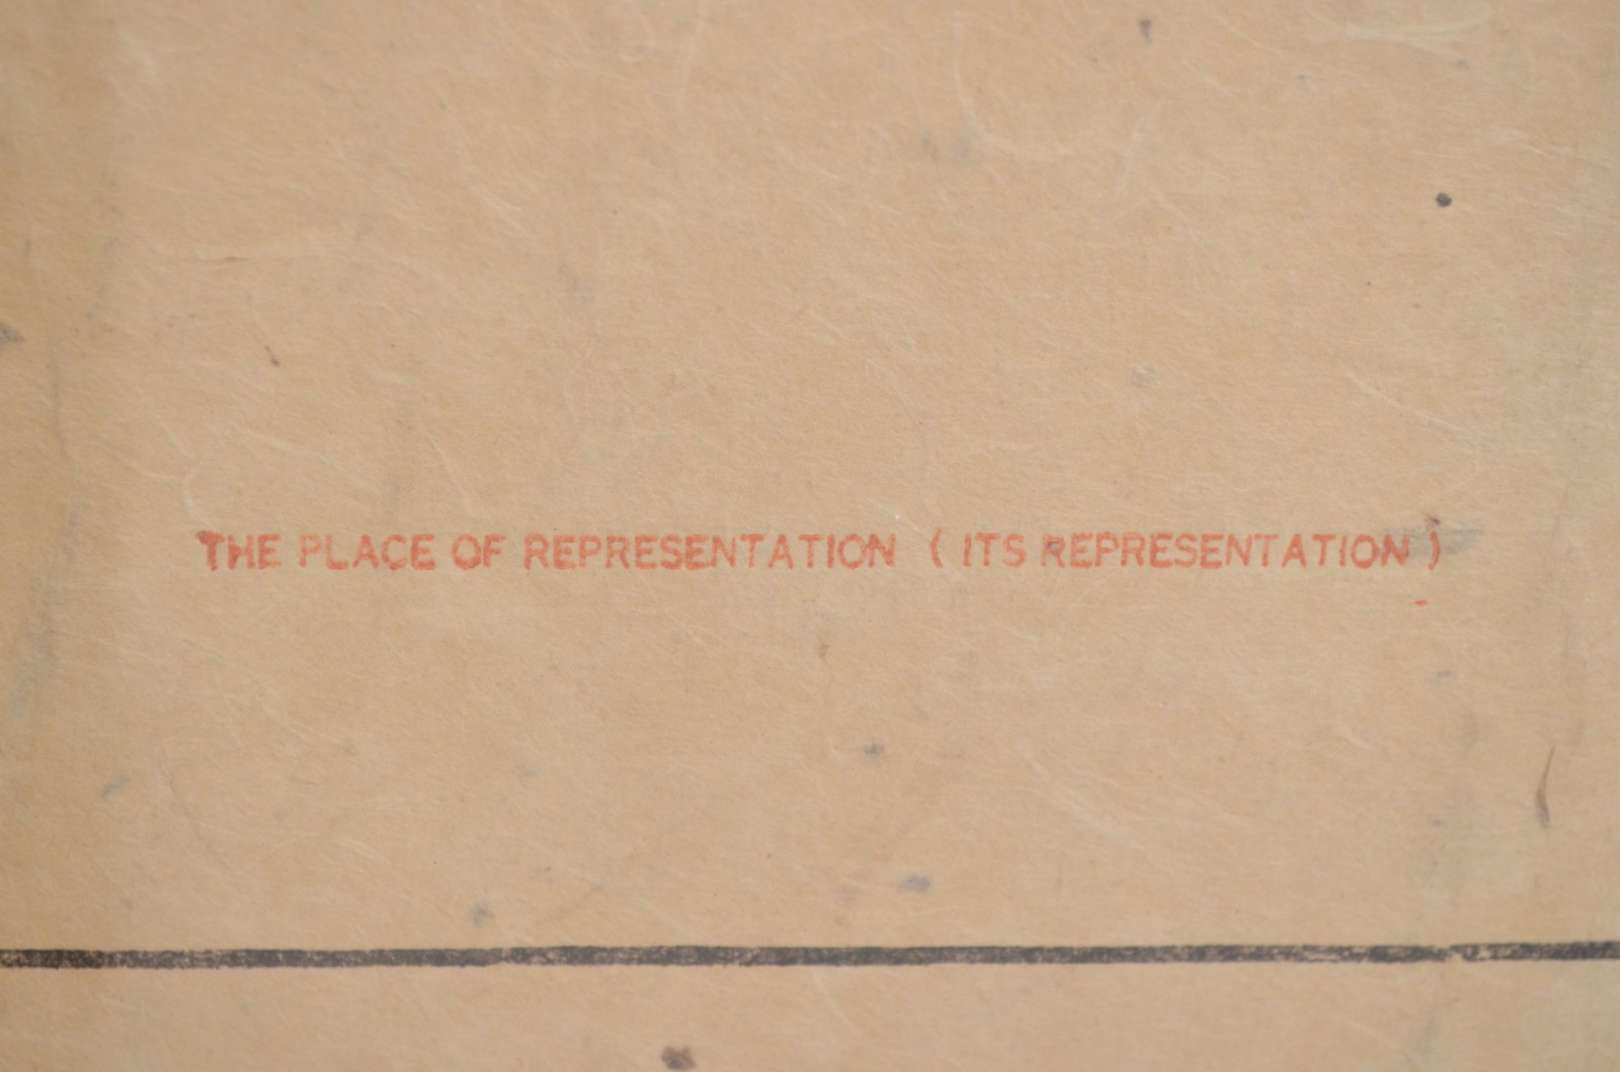 THE PLACE OF REPRESENTATION ( ITS REPRESENTATION )